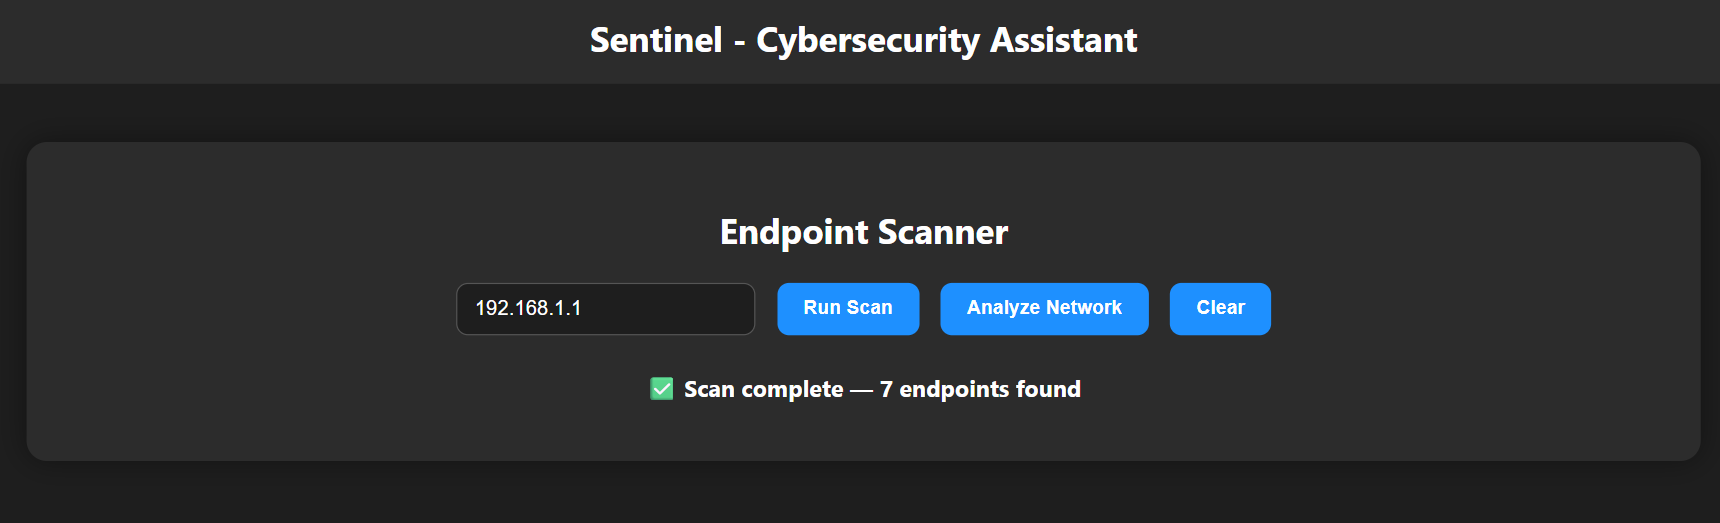 Sentinel - Cybersecurity Assistant
Endpoint Scanner
192.168.1.1 Run Scan Analyze Network Clear
✅ Scan complete — 7 endpoints found